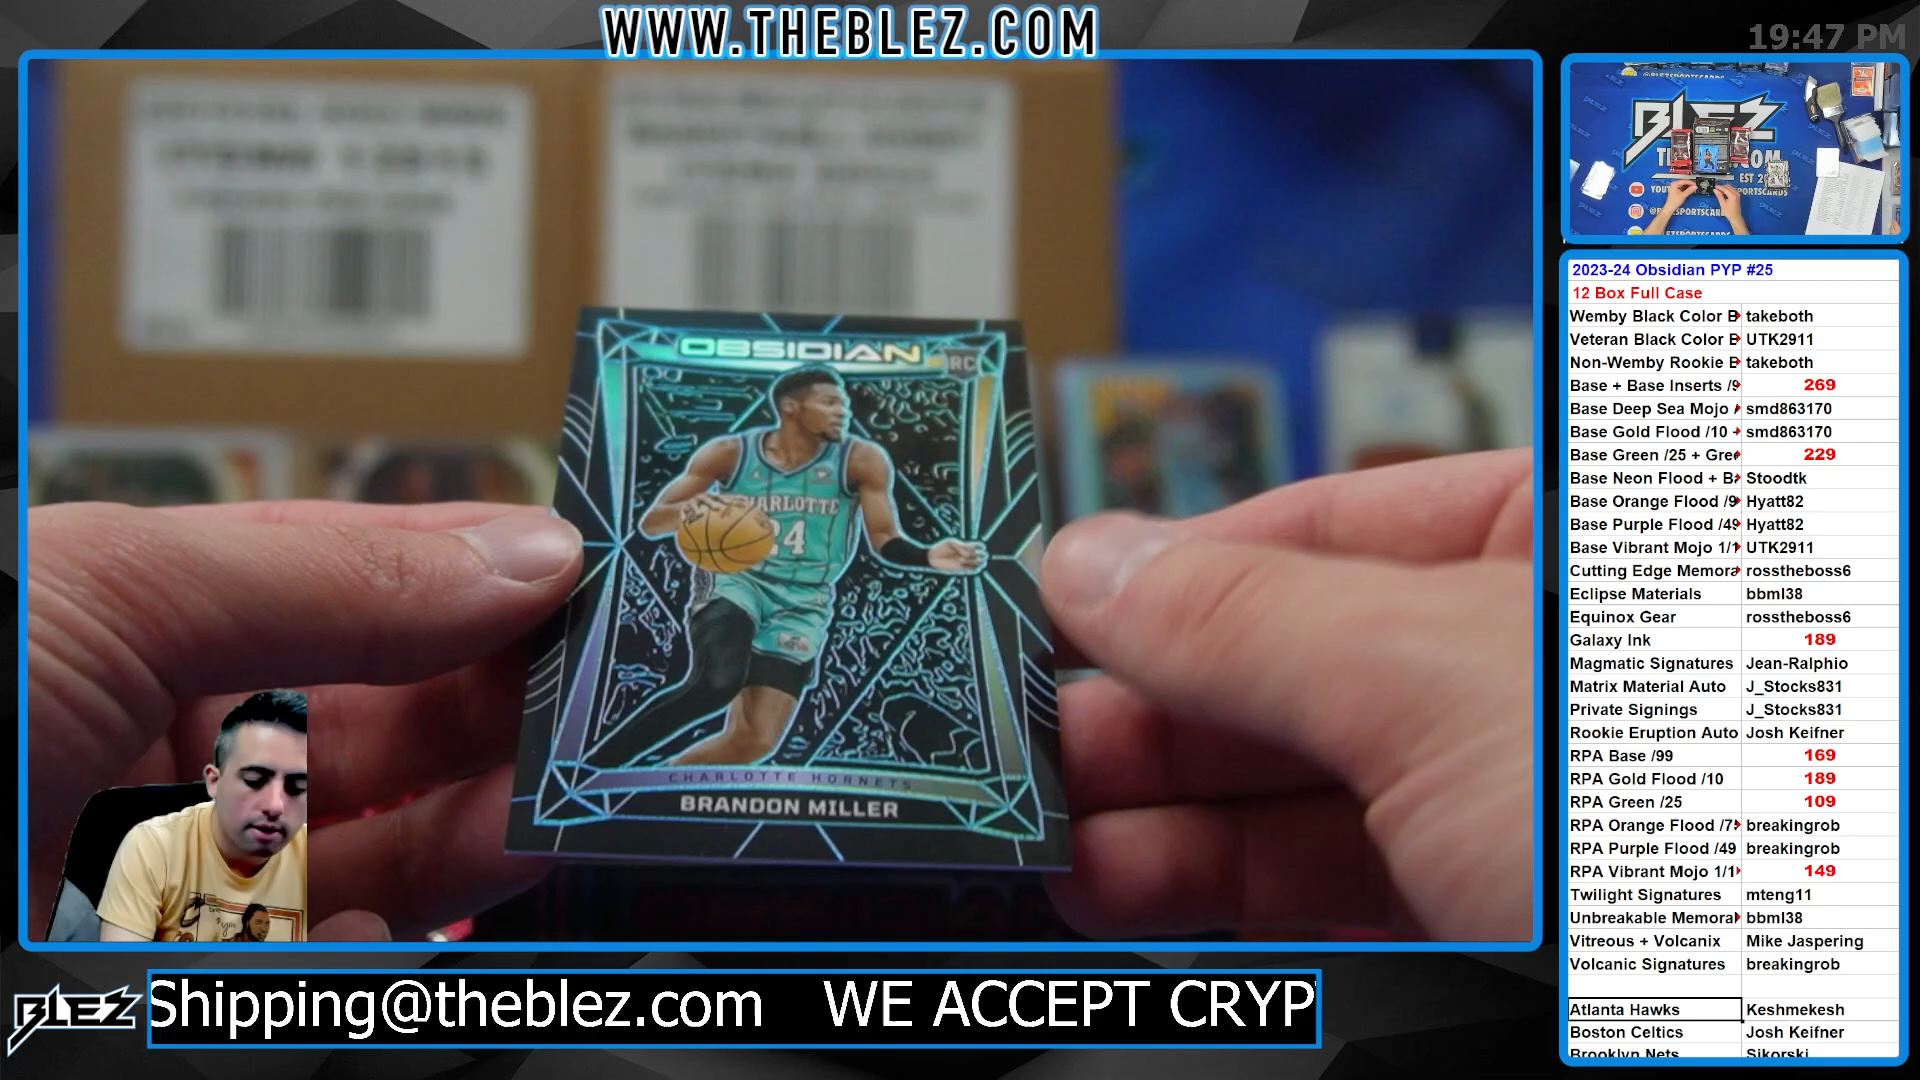 WWW.THEBLEZ.COM
19:47 PM
OBSIDIAN
RC
CHARLOTTE
24
CHARLOTTE HORNETS
BRANDON MILLER
BLEZ
2023-24 Obsidian PYP #25
12 Box Full Case
Wemby Black Color B takeboth
Veteran Black Color E UTK2911
Non-Wemby Rookie E takeboth
Base + Base Inserts /9 269
Base Deep Sea Mojo / smd863170
Base Gold Flood /10 + smd863170
Base Green /25 + Gree 229
Base Neon Flood + Ba Stoodtk
Base Orange Flood /9 Hyatt82
Base Purple Flood /49 Hyatt82
Base Vibrant Mojo 1/1 UTK2911
Cutting Edge Memora rosstheboss6
Eclipse Materials bbml38
Equinox Gear rosstheboss6
Galaxy Ink 189
Magmatic Signatures Jean-Ralphio
Matrix Material Auto J_Stocks831
Private Signings J_Stocks831
Rookie Eruption Auto Josh Keifner
RPA Base /99 169
RPA Gold Flood /10 189
RPA Green /25 109
RPA Orange Flood /7 breakingrob
RPA Purple Flood /49 breakingrob
RPA Vibrant Mojo 1/1 149
Twilight Signatures mteng11
Unbreakable Memoral bbml38
Vitreous + Volcanix Mike Jaspering
Volcanic Signatures breakingrob
Atlanta Hawks Keshmekesh
Boston Celtics Josh Keifner
Brooklyn Nets Sikorski
BLEZ
Shipping@theblez.com WE ACCEPT CRYP